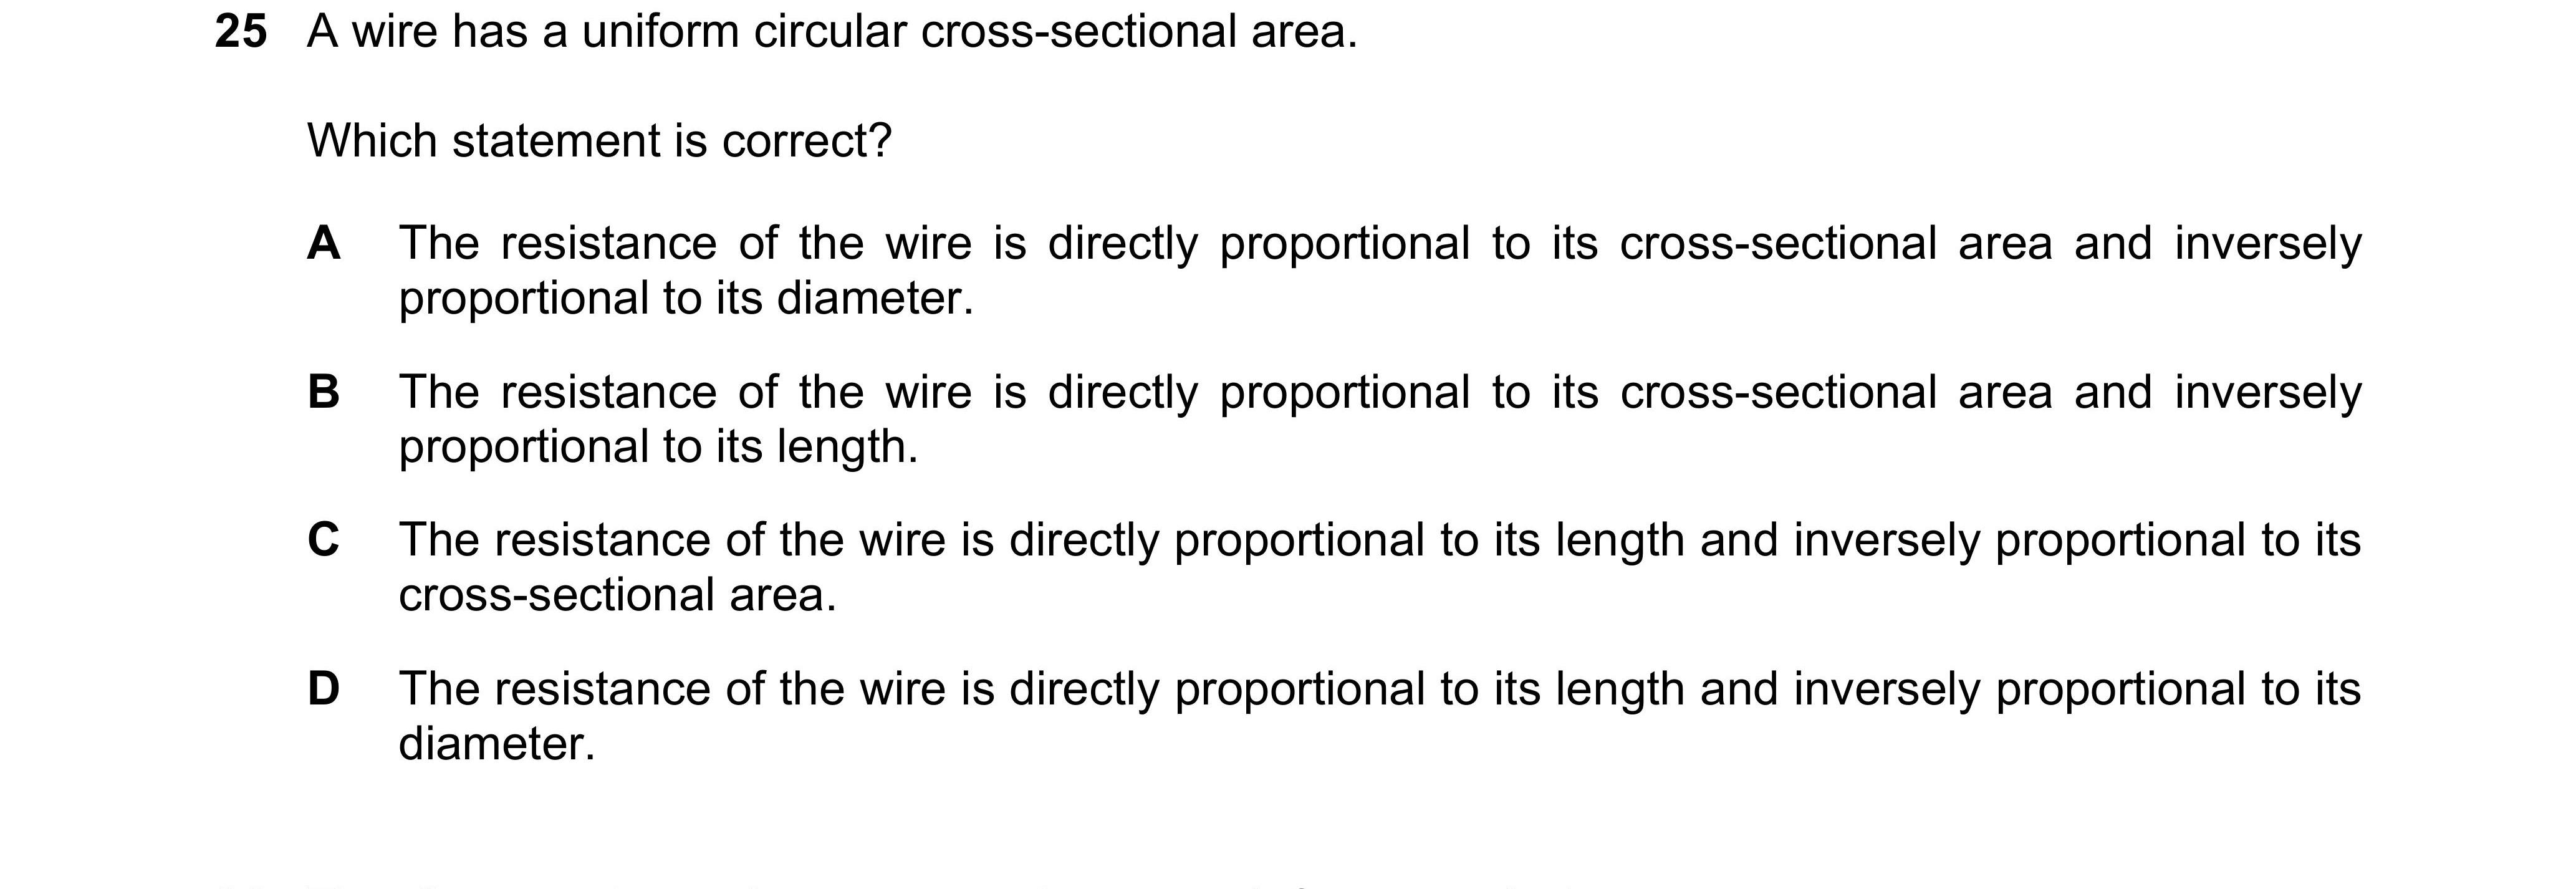 25 A wire has a uniform circular cross-sectional area.
Which statement is correct?
A The resistance of the wire is directly proportional to its cross-sectional area and inversely
proportional to its diameter.
B The resistance of the wire is directly proportional to its cross-sectional area and inversely
proportional to its length.
C The resistance of the wire is directly proportional to its length and inversely proportional to its
cross-sectional area.
D The resistance of the wire is directly proportional to its length and inversely proportional to its
diameter.